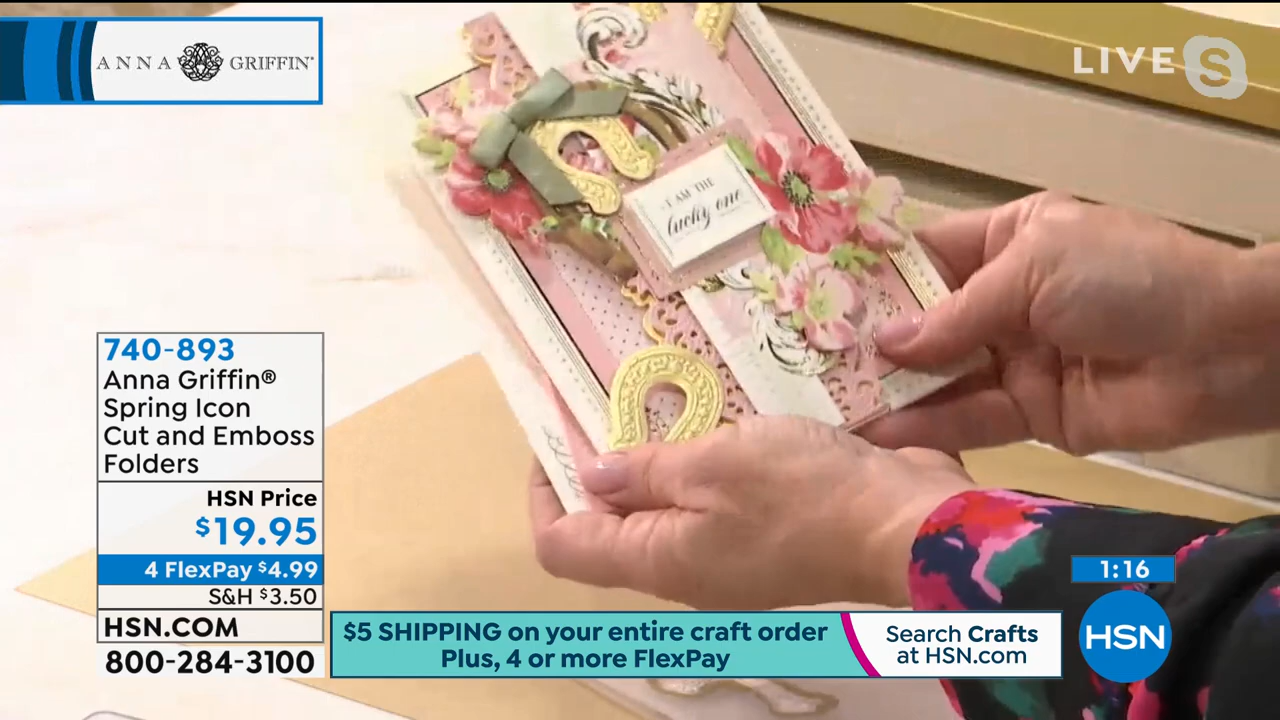 ANNA GRIFFIN®
LIVE S
I AM THE
lucky one
740-893
Anna Griffin®
Spring Icon
Cut and Emboss
Folders
HSN Price
$19.95
4 FlexPay $4.99
S&H $3.50
HSN.COM
800-284-3100
$5 SHIPPING on your entire craft order
Plus, 4 or more FlexPay
Search Crafts
at HSN.com
1:16
HSN